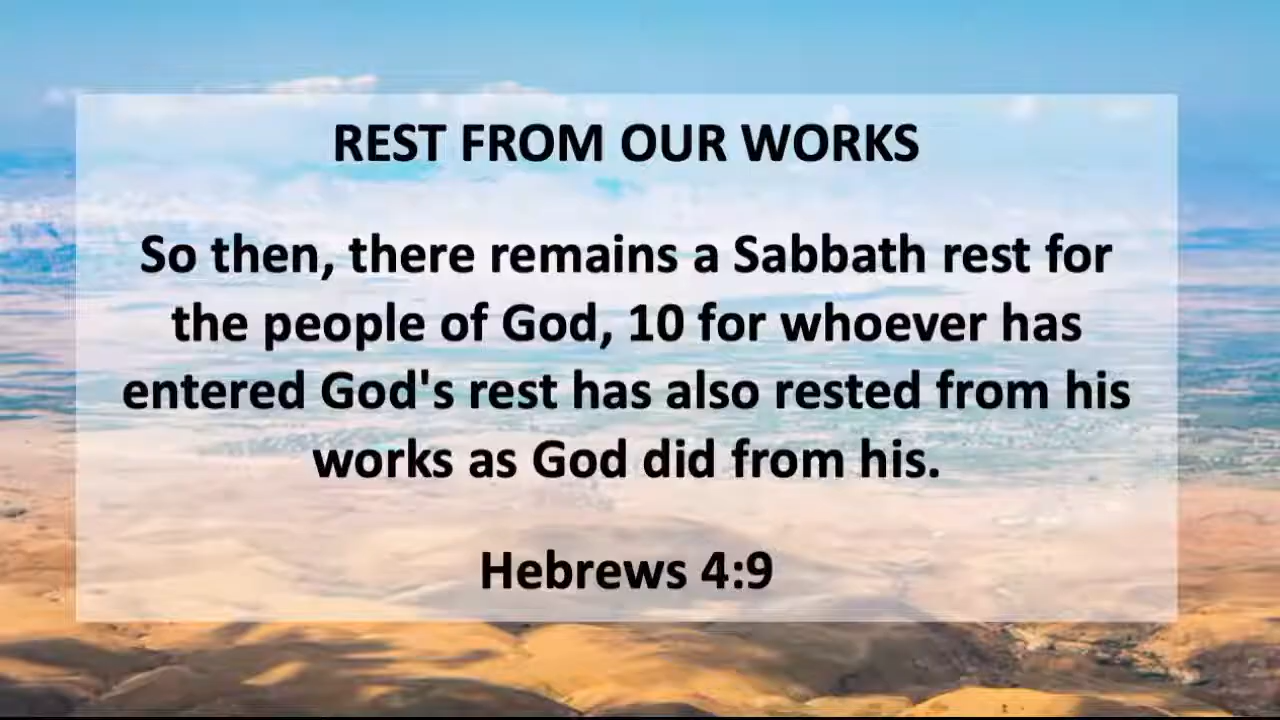 REST FROM OUR WORKS
So then, there remains a Sabbath rest for
the people of God, 10 for whoever has
entered God's rest has also rested from his
works as God did from his.
Hebrews 4:9